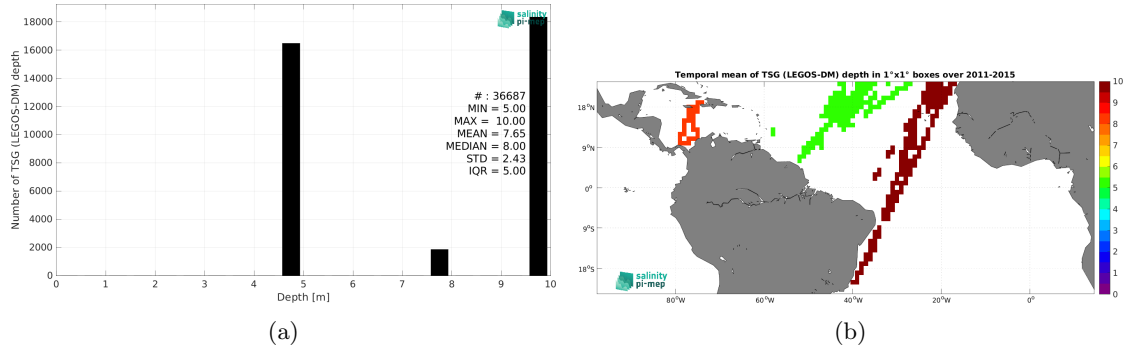 18000
16000
14000
12000
10000
8000
6000
4000
2000
0
Number of TSG (LEGOS-DM) depth
salinity
pi-mep
# : 36687
MIN = 5.00
MAX = 10.00
MEAN = 7.65
MEDIAN = 8.00
STD = 2.43
IQR = 5.00
0 1 2 3 4 5 6 7 8 9 10
Depth [m]
(a)
Temporal mean of TSG (LEGOS-DM) depth in 1°x1° boxes over 2011-2015
18°N
9°N
0°
9°S
18°S
80°W 60°W 40°W 20°W 0°
salinity
pi-mep
10
9
8
7
6
5
4
3
2
1
0
(b)